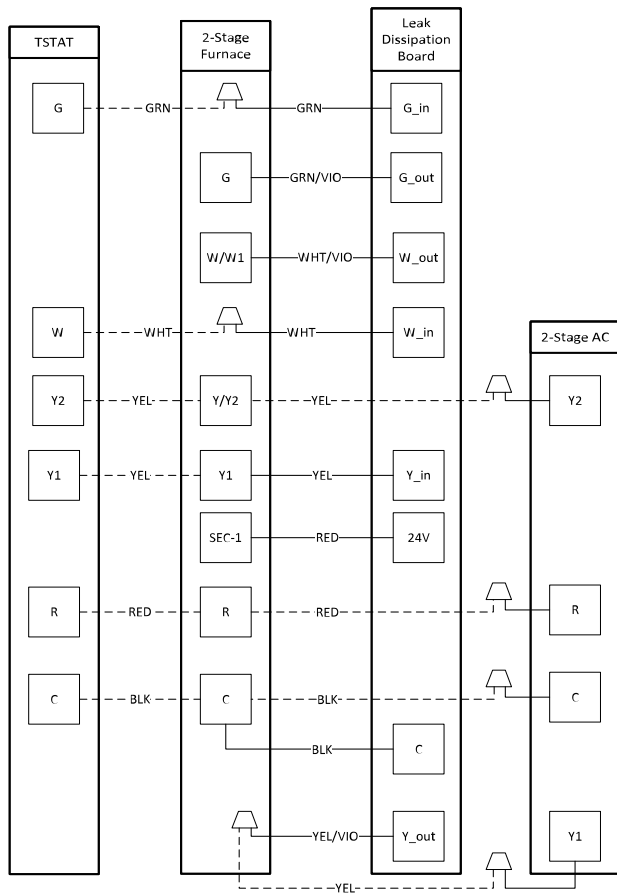 TSTAT
2-Stage
Furnace
Leak
Dissipation
Board
G
GRN
GRN
G_in
G
GRN/VIO
G_out
W/W1
WHT/VIO
W_out
W
WHT
WHT
W_in
2-Stage AC
Y2
YEL
Y/Y2
YEL
Y2
Y1
YEL
Y1
YEL
Y_in
SEC-1
RED
24V
R
RED
R
RED
R
C
BLK
C
BLK
C
BLK
C
YEL/VIO
Y_out
Y1
YEL